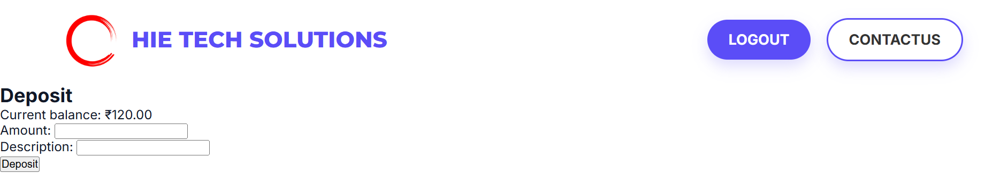 HIE TECH SOLUTIONS
LOGOUT
CONTACTUS
Deposit
Current balance: ₹120.00
Amount:
Description:
Deposit